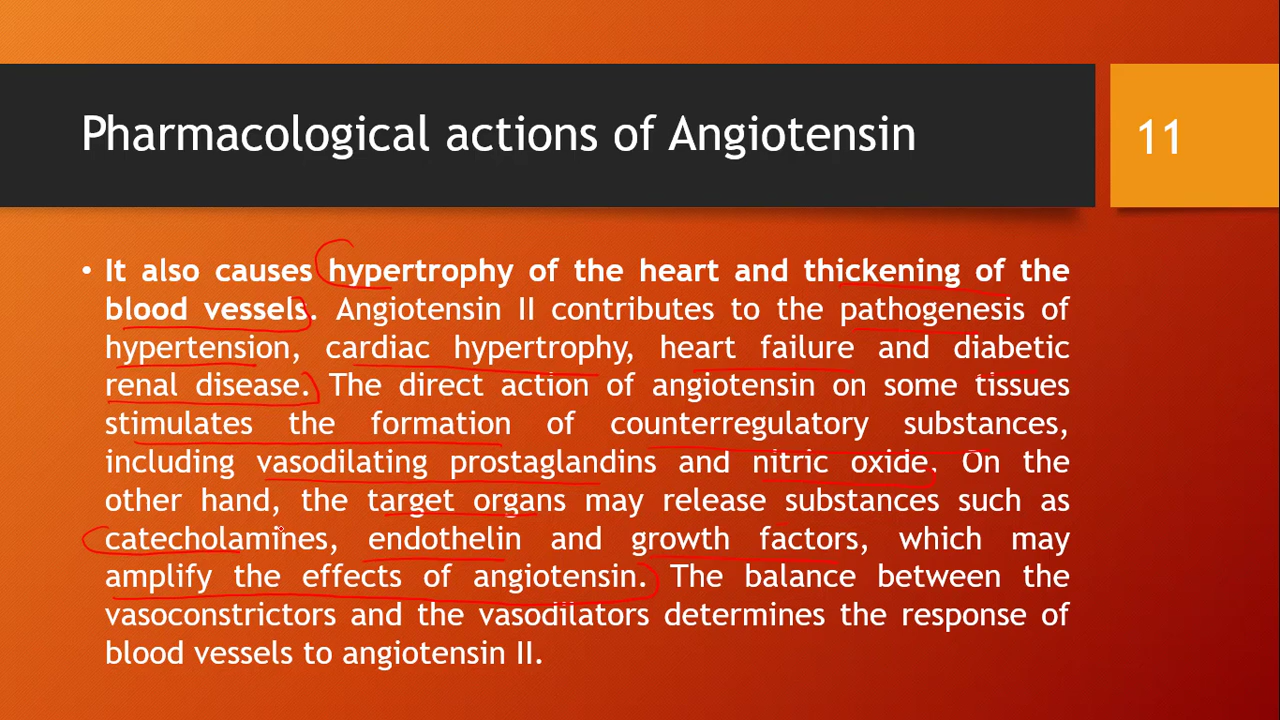 Pharmacological actions of Angiotensin
11
• It also causes hypertrophy of the heart and thickening of the
blood vessels. Angiotensin II contributes to the pathogenesis of
hypertension, cardiac hypertrophy, heart failure and diabetic
renal disease. The direct action of angiotensin on some tissues
stimulates the formation of counterregulatory substances,
including vasodilating prostaglandins and nitric oxide. On the
other hand, the target organs may release substances such as
catecholamines, endothelin and growth factors, which may
amplify the effects of angiotensin. The balance between the
vasoconstrictors and the vasodilators determines the response of
blood vessels to angiotensin II.